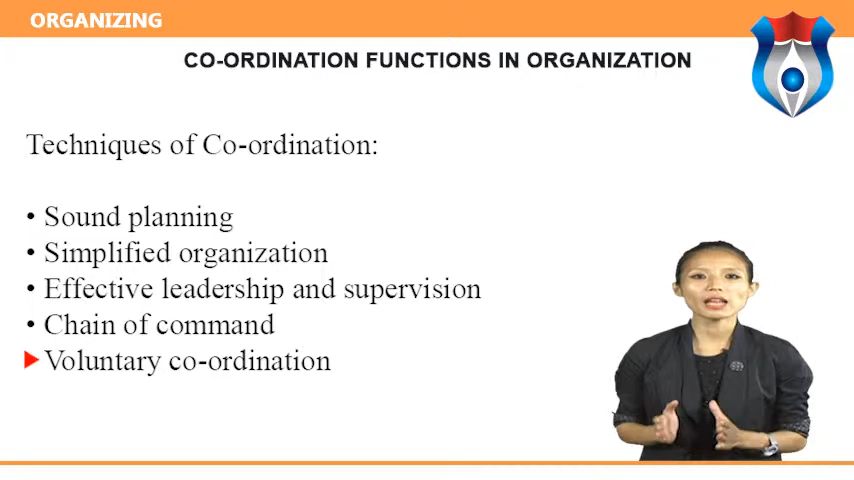 ORGANIZING
CO-ORDINATION FUNCTIONS IN ORGANIZATION
Techniques of Co-ordination:
• Sound planning
• Simplified organization
• Effective leadership and supervision
• Chain of command
Voluntary co-ordination